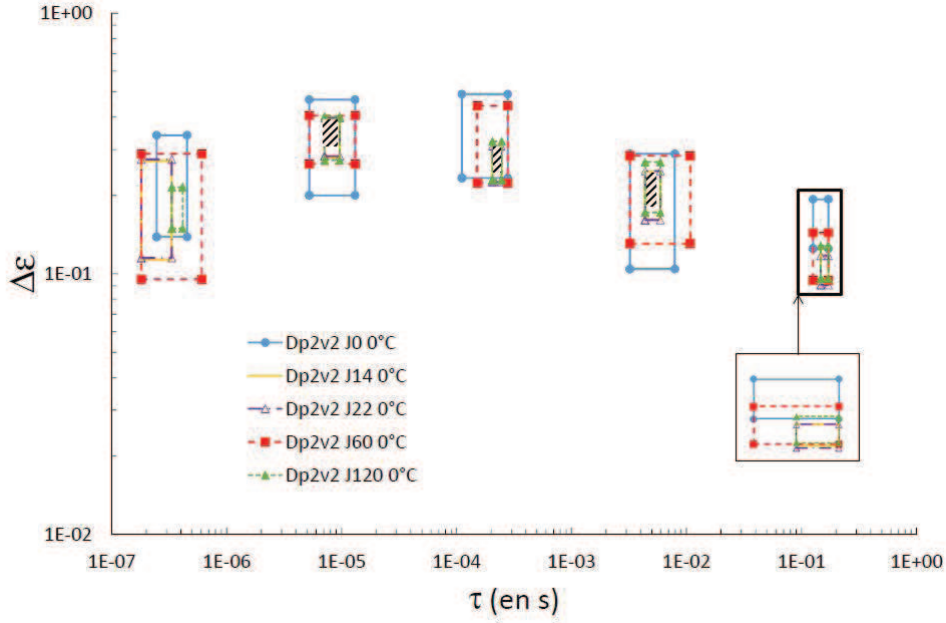 1E+00
1E-01
1E-02
Δε
Dp2v2 J0 0°C
Dp2v2 J14 0°C
Dp2v2 J22 0°C
Dp2v2 J60 0°C
Dp2v2 J120 0°C
1E-07 1E-06 1E-05 1E-04 1E-03 1E-02 1E-01 1E+00
τ (en s)